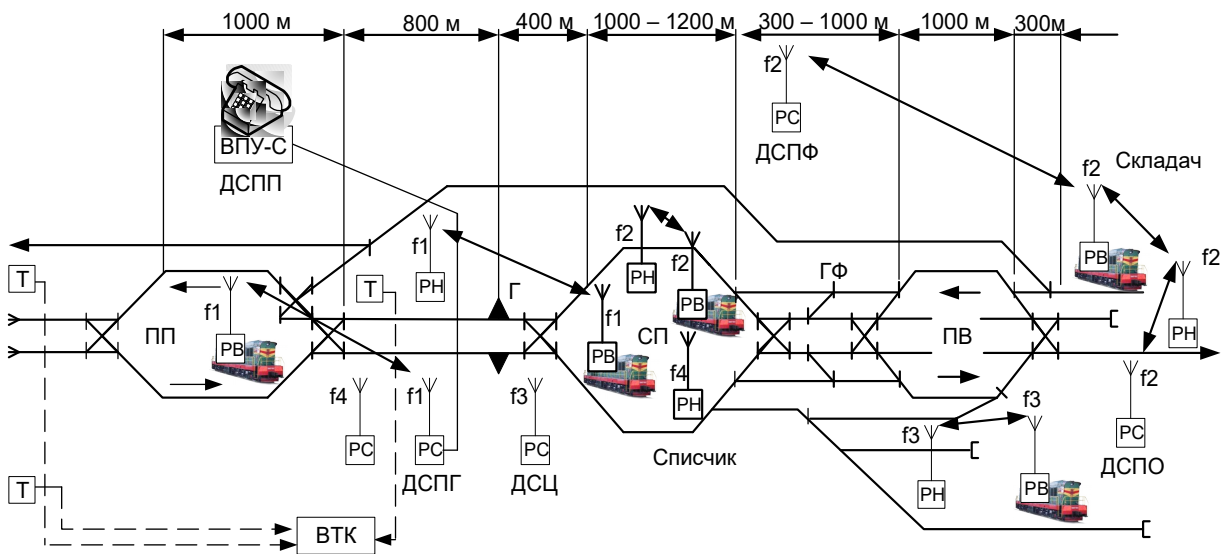 1000 м
800 м
400 м
1000 – 1200 м
300 – 1000 м
1000 м
300м
f2
РС
ДСПФ
ВПУ-С
ДСПП
f2
Складач
РВ
f1
РН
f2
РН
f2
РВ
f2
РН
Т
Т
Г
ГФ
ПП
f1
РВ
f1
РВ
СП
f4
РН
ПВ
f4
РС
f1
РС
ДСПГ
f3
РС
ДСЦ
Списчик
f3
РН
f3
РВ
f2
РС
ДСПО
Т
ВТК